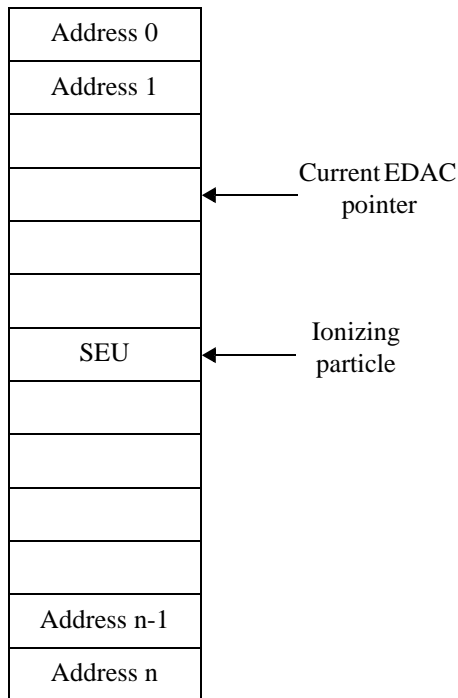 Address 0
Address 1
Current EDAC
pointer
SEU
Ionizing
particle
Address n-1
Address n